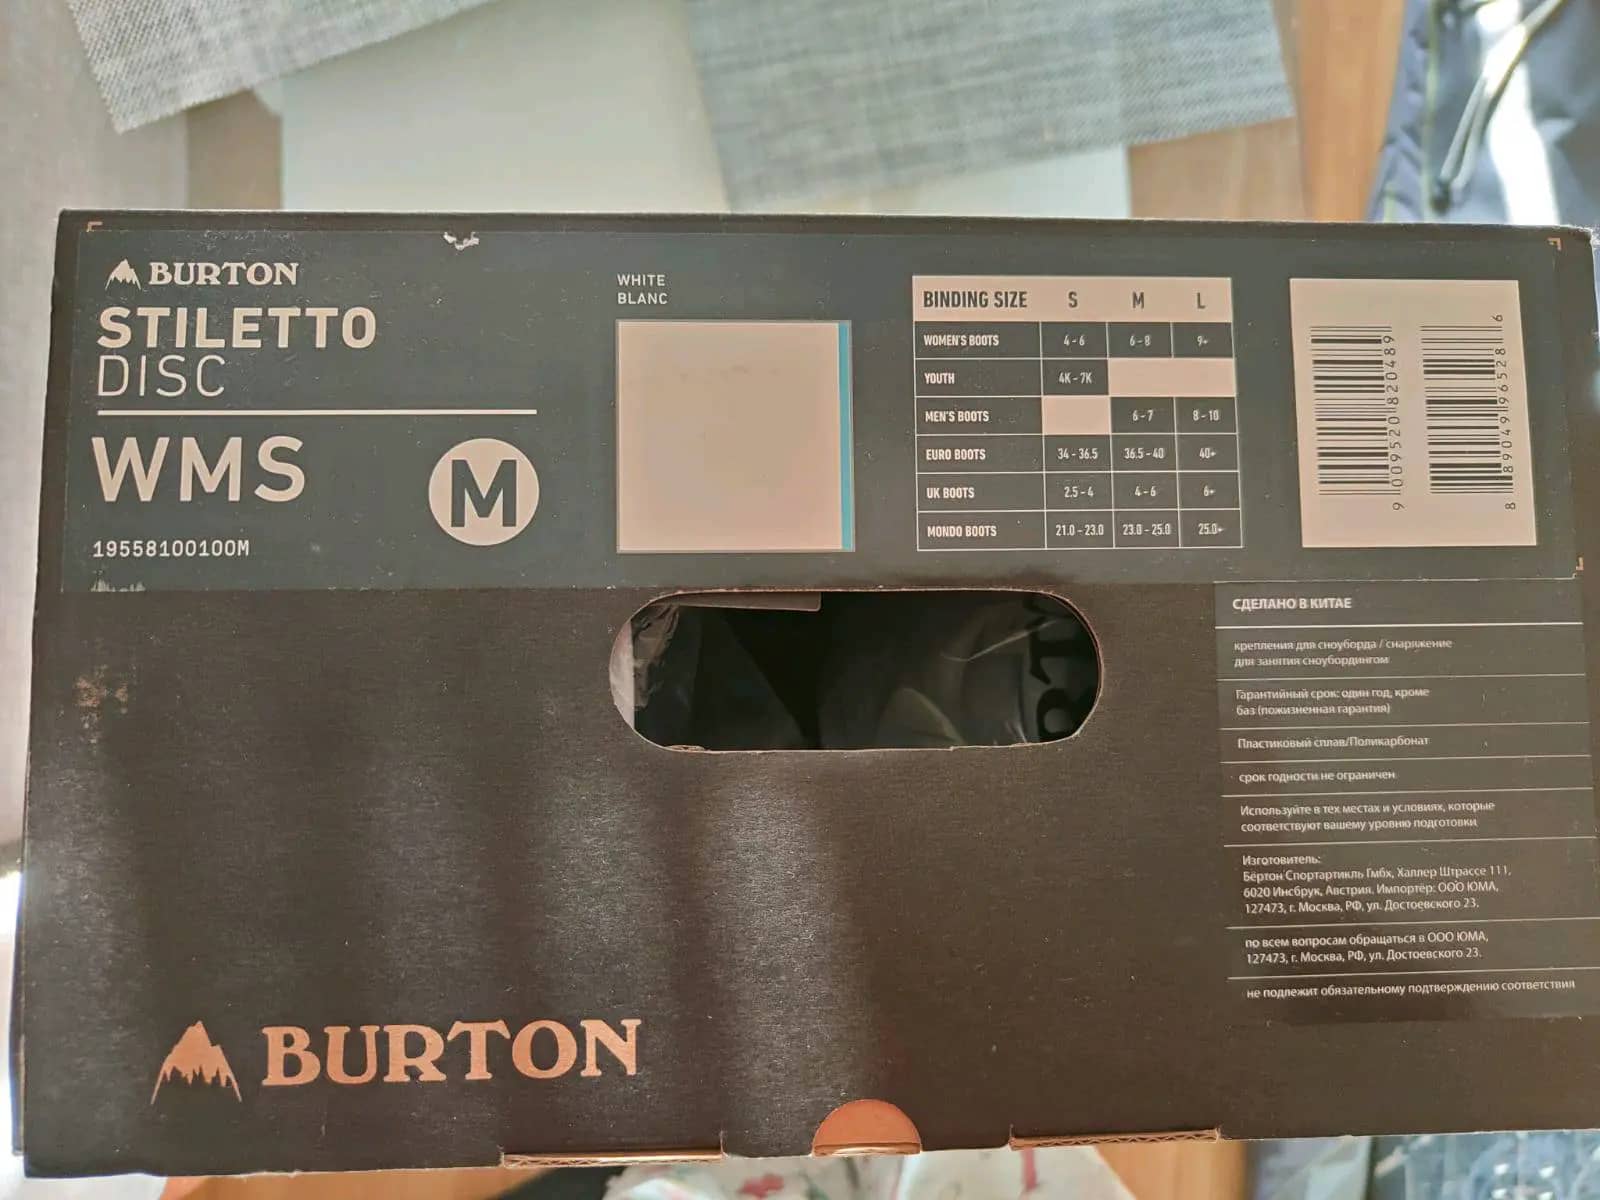 BURTON
STILETTO
DISC
WMS
M
19558100100M
WHITE
BLANC
BINDING SIZE S M L
WOMEN'S BOOTS 4 - 6 6 - 8 9+
YOUTH 4K - 7K
MEN'S BOOTS 6 - 7 8 - 10
EURO BOOTS 34 - 36.5 36.5 - 40 40+
UK BOOTS 2.5 - 4 4 - 6 6+
MONDO BOOTS 21.0 - 23.0 23.0 - 25.0 25.0+
9 009520 820489
8 89049 96528 6
СДЕЛАНО В КИТАЕ
крепления для сноуборда / снаряжение
для занятия сноубордингом
Гарантийный срок: один год, кроме
баз (пожизненная гарантия)
Пластиковый сплав/Поликарбонат
срок годности не ограничен
Используйте в тех местах и условиях, которые
соответствуют вашему уровню подготовки
Изготовитель:
Бёртон Спортартикль Гмбх, Халлер Штрассе 111,
6020 Инсбрук, Австрия. Импортёр: ООО ЮМА,
127473, г. Москва, РФ, ул. Достоевского 23.
по всем вопросам обращаться в ООО ЮМА,
127473, г. Москва, РФ, ул. Достоевского 23.
не подлежит обязательному подтверждению соответствия
BURTON